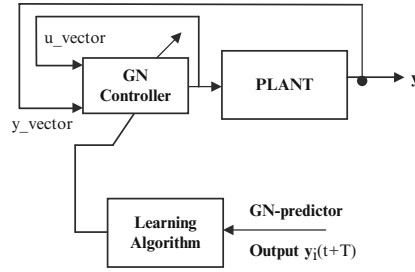 u_vector
GN
Controller
PLANT
y
y_vector
Learning
Algorithm
GN-predictor
Output yi(t+T)